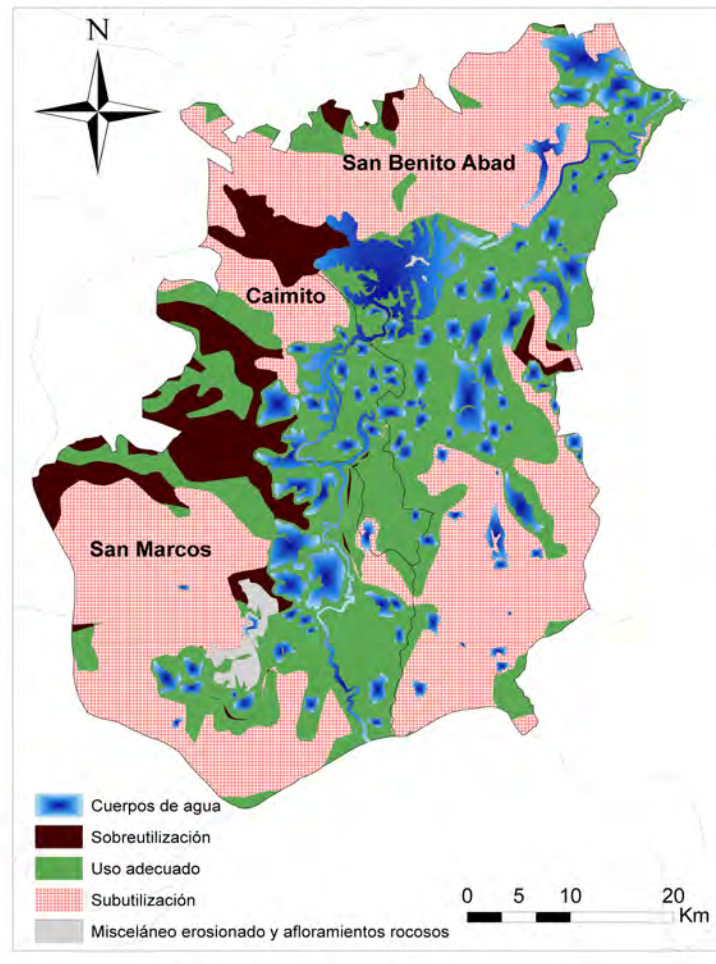 N
San Benito Abad
Caimito
San Marcos
Cuerpos de agua
Sobreutilización
Uso adecuado
Subutilización
Misceláneo erosionado y afloramientos rocosos
0 5 10 20
Km